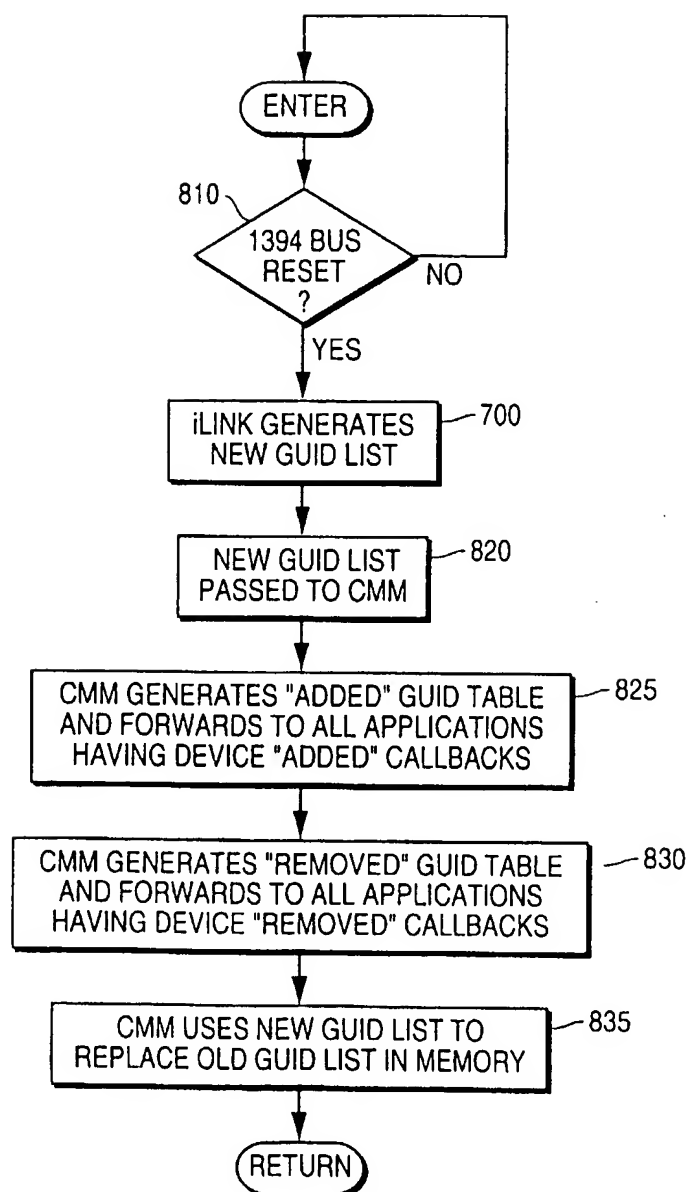 ENTER
810
1394 BUS
RESET
?
NO
YES
iLINK GENERATES
NEW GUID LIST
700
NEW GUID LIST
PASSED TO CMM
820
CMM GENERATES "ADDED" GUID TABLE
AND FORWARDS TO ALL APPLICATIONS
HAVING DEVICE "ADDED" CALLBACKS
825
CMM GENERATES "REMOVED" GUID TABLE
AND FORWARDS TO ALL APPLICATIONS
HAVING DEVICE "REMOVED" CALLBACKS
830
CMM USES NEW GUID LIST TO
REPLACE OLD GUID LIST IN MEMORY
835
RETURN